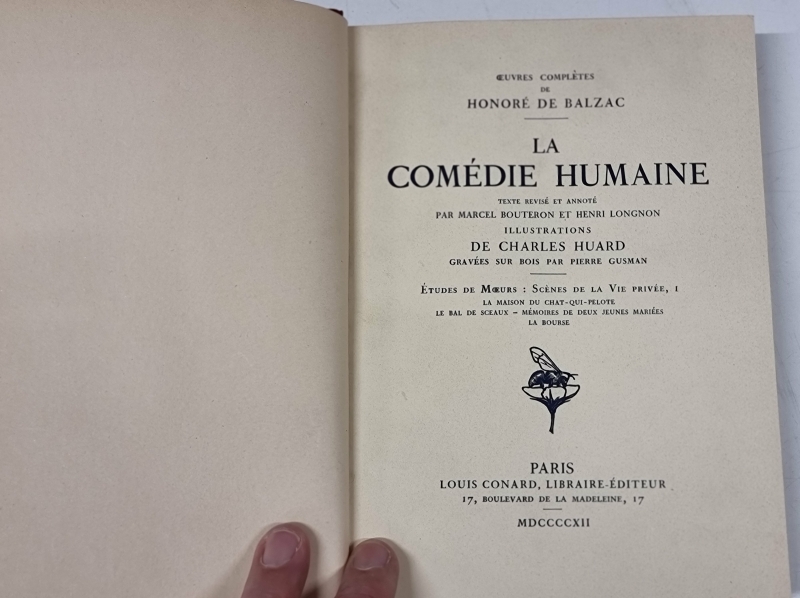 ŒUVRES COMPLÈTES
DE
HONORÉ DE BALZAC
LA
COMÉDIE HUMAINE
TEXTE REVISÉ ET ANNOTÉ
PAR MARCEL BOUTERON ET HENRI LONGNON
ILLUSTRATIONS
DE CHARLES HUARD
GRAVÉES SUR BOIS PAR PIERRE GUSMAN
ÉTUDES DE MŒURS : SCÈNES DE LA VIE PRIVÉE, I
LA MAISON DU CHAT-QUI-PELOTE
LE BAL DE SCEAUX – MÉMOIRES DE DEUX JEUNES MARIÉES
LA BOURSE
PARIS
LOUIS CONARD, LIBRAIRE-ÉDITEUR
17, BOULEVARD DE LA MADELEINE, 17
MDCCCCXII